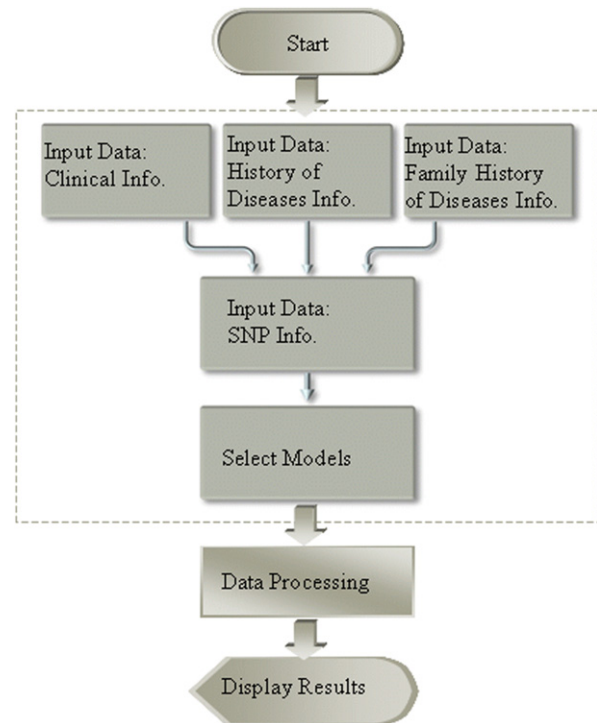 Start
Input Data:
Clinical Info.
Input Data:
History of
Diseases Info.
Input Data:
Family History
of Diseases Info.
Input Data:
SNP Info.
Select Models
Data Processing
Display Results